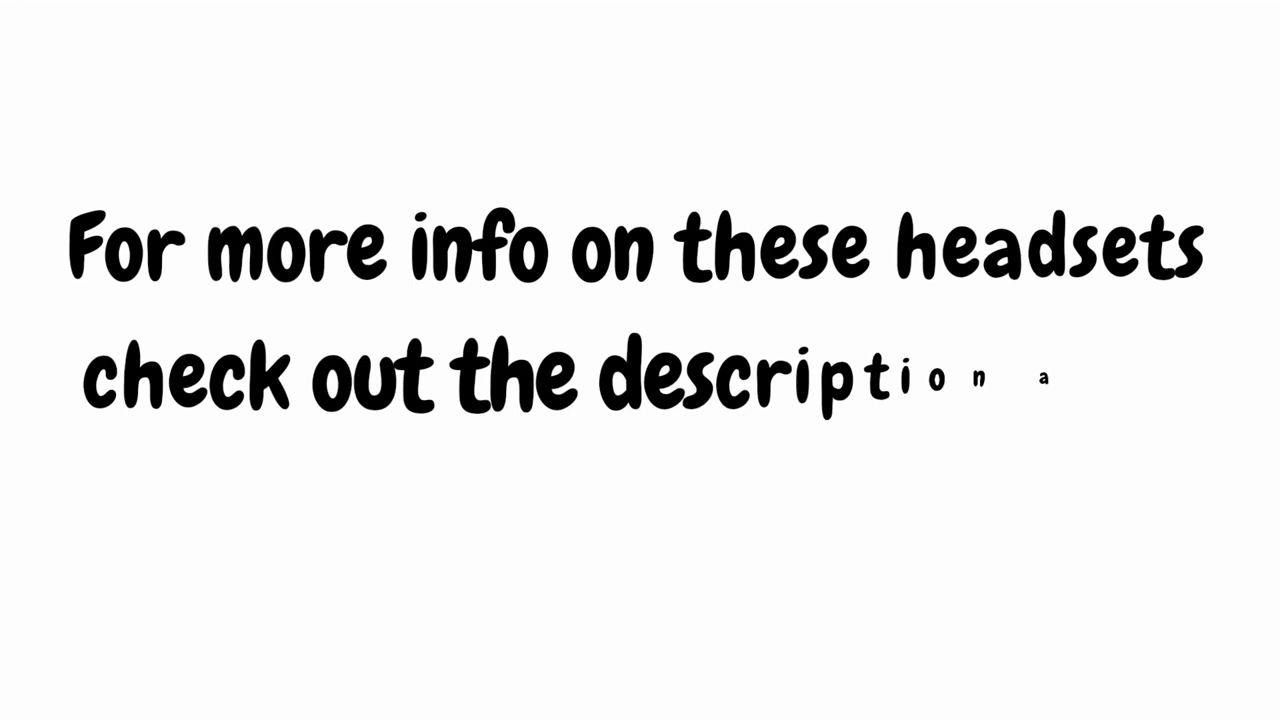 For more info on these headsets
check out the description a